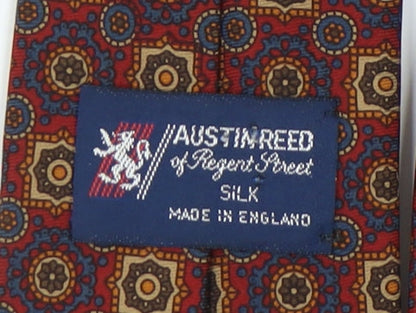 AUSTIN REED
of Regent Street
SILK
MADE IN ENGLAND